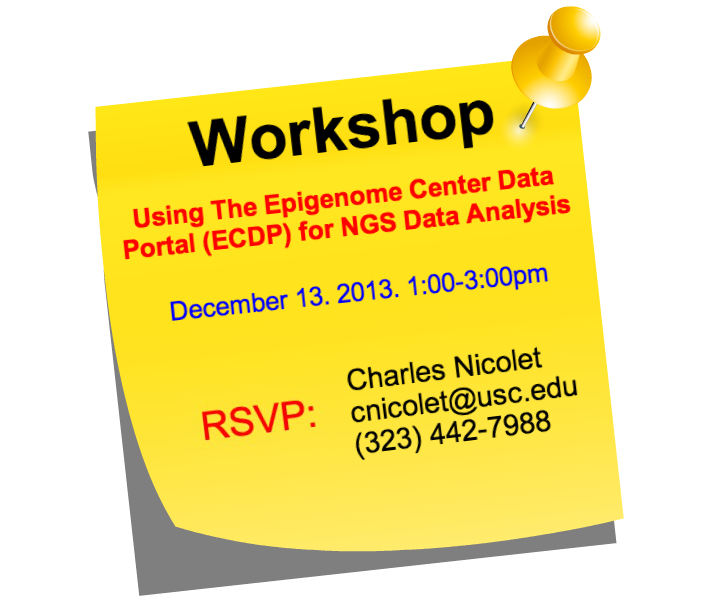 Workshop
Using The Epigenome Center Data
Portal (ECDP) for NGS Data Analysis
December 13. 2013. 1:00-3:00pm
RSVP:
Charles Nicolet
cnicolet@usc.edu
(323) 442-7988